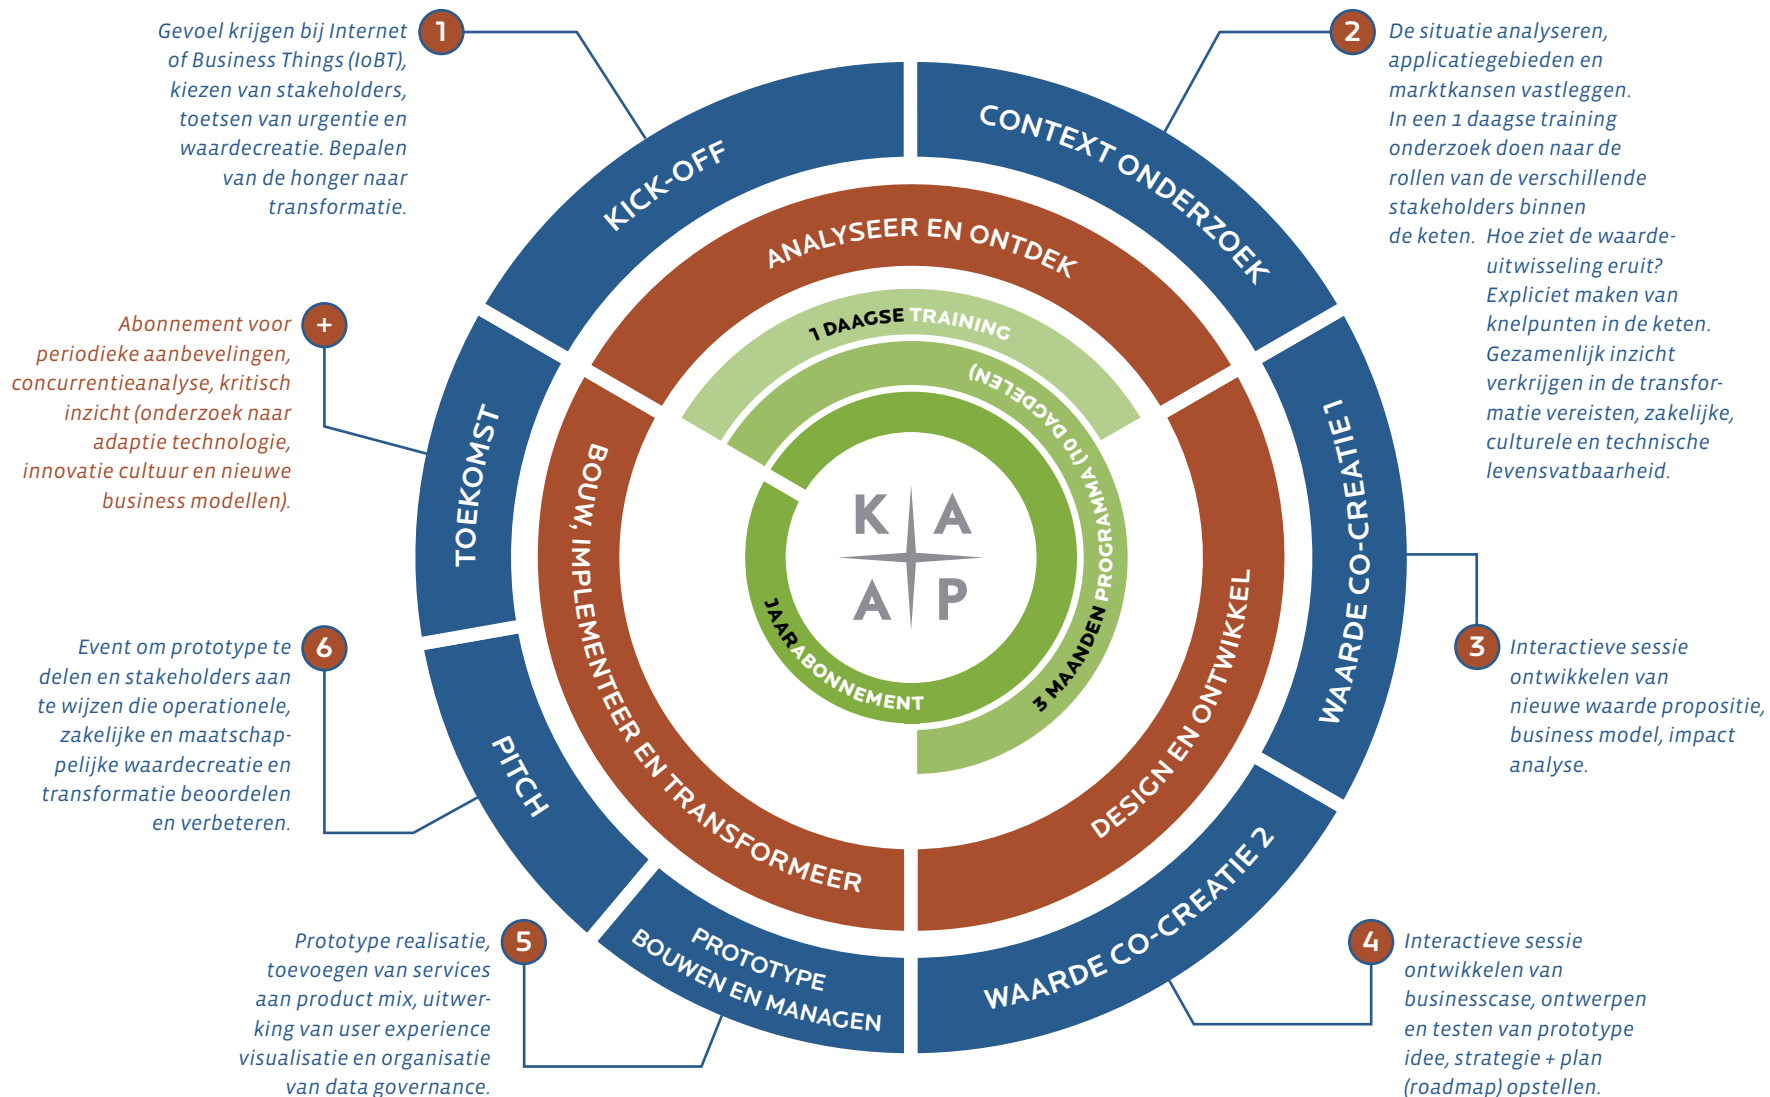 1
Gevoel krijgen bij Internet
of Business Things (IoBT),
kiezen van stakeholders,
toetsen van urgentie en
waardecreatie. Bepalen
van de honger naar
transformatie.
2
De situatie analyseren,
applicatiegebieden en
marktkansen vastleggen.
In een 1 daagse training
onderzoek doen naar de
rollen van de verschillende
stakeholders binnen
de keten. Hoe ziet de waarde-
uitwisseling eruit?
Expliciet maken van
knelpunten in de keten.
Gezamenlijk inzicht
verkrijgen in de transfor-
matie vereisten, zakelijke,
culturele en technische
levensvatbaarheid.
3
Interactieve sessie
ontwikkelen van
nieuwe waarde propositie,
business model, impact
analyse.
4
Interactieve sessie
ontwikkelen van
businesscase, ontwerpen
en testen van prototype
idee, strategie + plan
(roadmap) opstellen.
5
Prototype realisatie,
toevoegen van services
aan product mix, uitwer-
king van user experience
visualisatie en organisatie
van data governance.
6
Event om prototype te
delen en stakeholders aan
te wijzen die operationele,
zakelijke en maatschap-
pelijke waardecreatie en
transformatie beoordelen
en verbeteren.
+
Abonnement voor
periodieke aanbevelingen,
concurrentieanalyse, kritisch
inzicht (onderzoek naar
adaptie technologie,
innovatie cultuur en nieuwe
business modellen).
KICK-OFF
CONTEXT ONDERZOEK
WAARDE CO-CREATIE 1
WAARDE CO-CREATIE 2
PROTOTYPE
BOUWEN EN MANAGEN
PITCH
TOEKOMST
ANALYSEER EN ONTDEK
DESIGN EN ONTWIKKEL
BOUW, IMPLEMENTEER EN TRANSFORMEER
1 DAAGSE TRAINING
3 MAANDEN PROGRAMMA (10 DAGDELEN)
JAARABONNEMENT
K A
A P